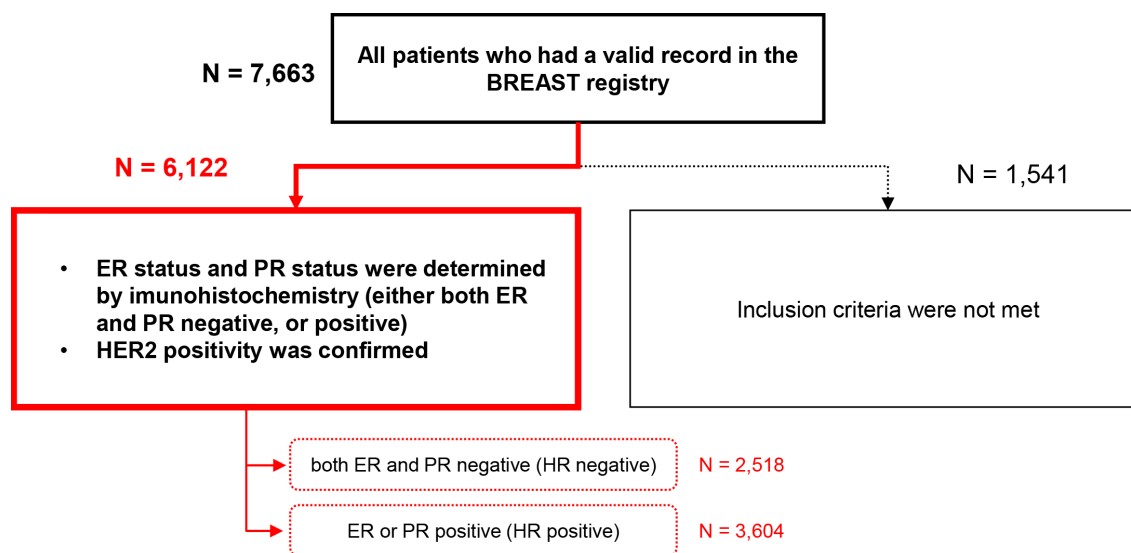 N = 7,663
All patients who had a valid record in the
BREAST registry
N = 6,122
N = 1,541
• ER status and PR status were determined
by imunohistochemistry (either both ER
and PR negative, or positive)
• HER2 positivity was confirmed
Inclusion criteria were not met
both ER and PR negative (HR negative)
N = 2,518
ER or PR positive (HR positive)
N = 3,604